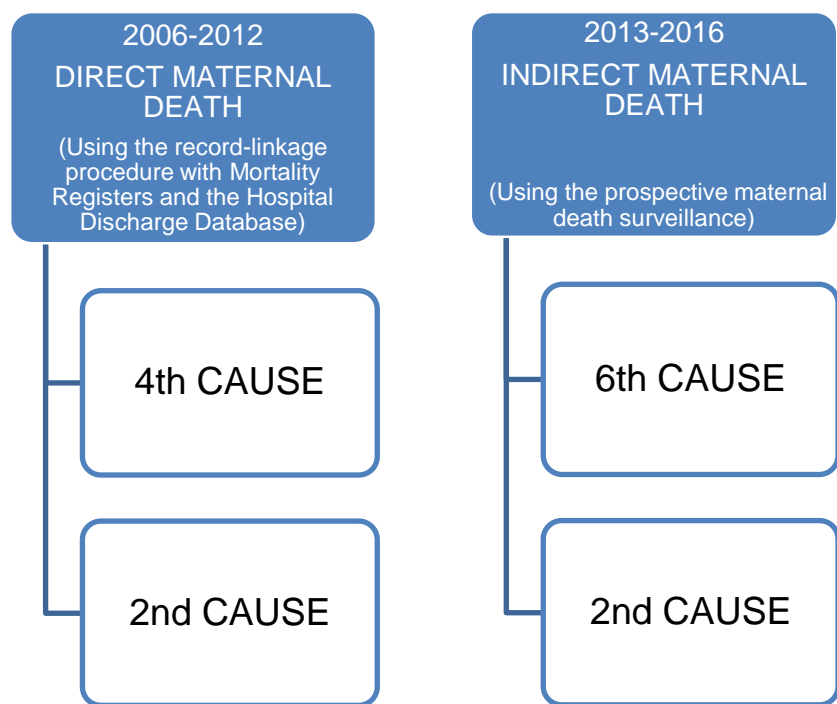 2006-2012
DIRECT MATERNAL
DEATH
(Using the record-linkage
procedure with Mortality
Registers and the Hospital
Discharge Database)
4th CAUSE
2nd CAUSE
2013-2016
INDIRECT MATERNAL
DEATH
(Using the prospective maternal
death surveillance)
6th CAUSE
2nd CAUSE